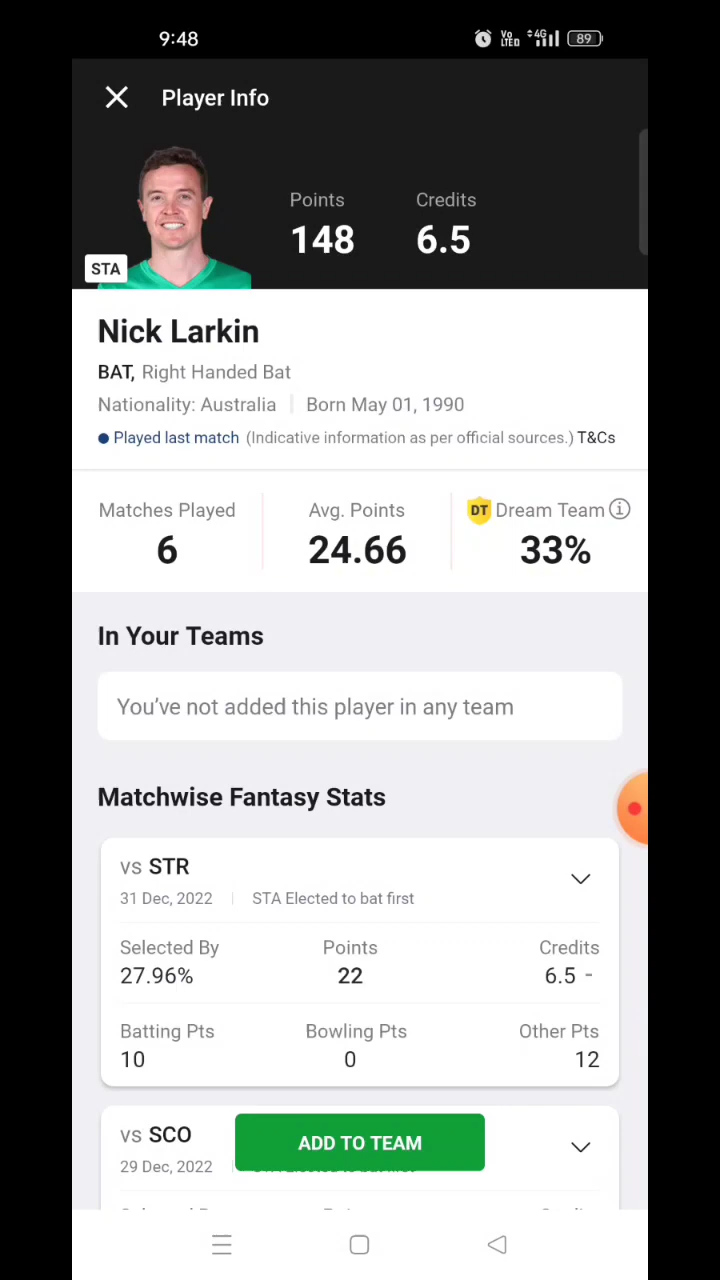 9:48 Vo LTED 4G 89
Player Info
Points Credits
148 6.5
STA
Nick Larkin
BAT, Right Handed Bat
Nationality: Australia Born May 01, 1990
Played last match (Indicative information as per official sources.) T&Cs
Matches Played Avg. Points DT Dream Team i
6 24.66 33%
In Your Teams
You've not added this player in any team
Matchwise Fantasy Stats
vs STR
31 Dec, 2022 STA Elected to bat first
Selected By Points Credits
27.96% 22 6.5 -
Batting Pts Bowling Pts Other Pts
10 0 12
vs SCO
ADD TO TEAM
29 Dec, 2022